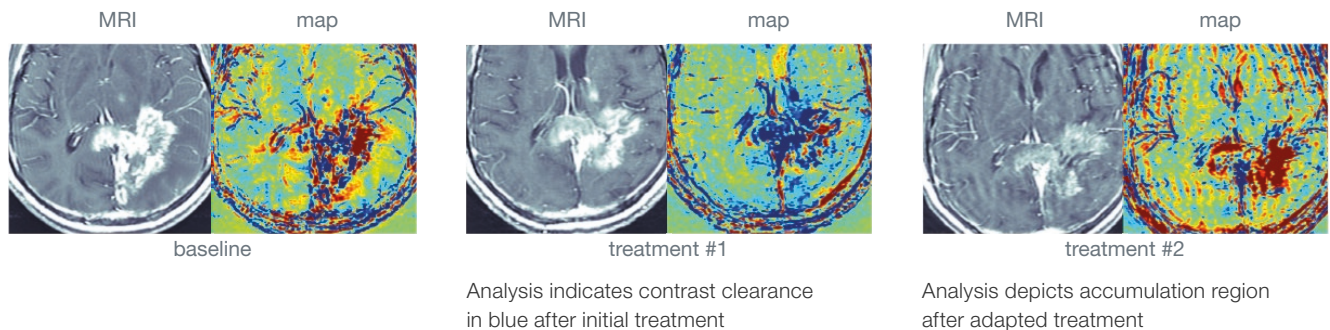 MRI map MRI map MRI map
baseline treatment #1 treatment #2
Analysis indicates contrast clearance
in blue after initial treatment
Analysis depicts accumulation region
after adapted treatment